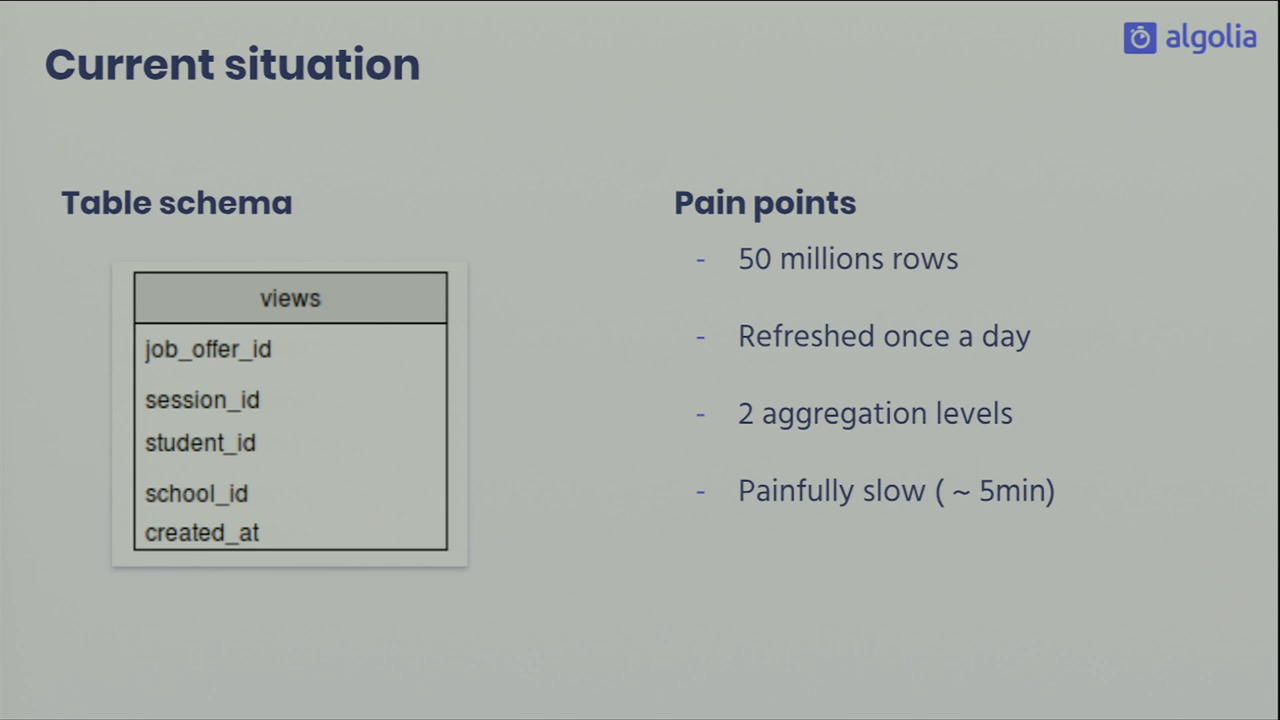 Current situation
algolia
Table schema
views
job_offer_id
session_id
student_id
school_id
created_at
Pain points
- 50 millions rows
- Refreshed once a day
- 2 aggregation levels
- Painfully slow ( ~ 5min)